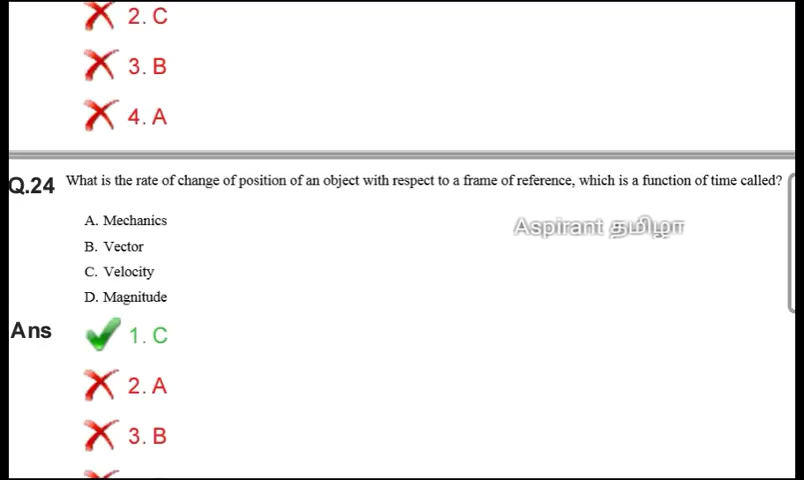 2. C
3. B
4. A
Q.24 What is the rate of change of position of an object with respect to a frame of reference, which is a function of time called?
A. Mechanics
Aspirant தமிழா
B. Vector
C. Velocity
D. Magnitude
Ans 1. C
2. A
3. B